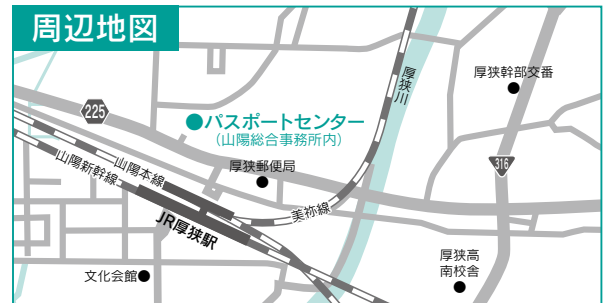 周辺地図
厚狭川
厚狭幹部交番
225
パスポートセンター
(山陽総合事務所内)
316
厚狭郵便局
山陽本線
山陽新幹線
美祢線
JR厚狭駅
厚狭高
南校舎
文化会館